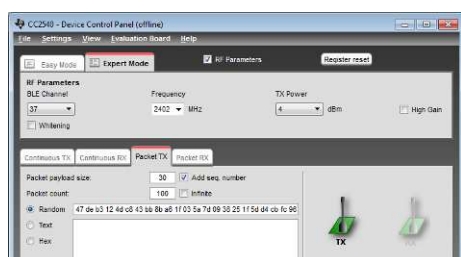 CC2540 - Device Control Panel (offline)
File Settings View Evaluation Board Help
Easy Mode Expert Mode RF Parameters Register reset
RF Parameters
BLE Channel Frequency TX Power
37 2402 MHz 4 dBm High Gain
Whitening
Continuous TX Continuous RX Packet TX Packet RX
Packet payload size: 30 Add seq. number
Packet count: 100 Infinite
Random 47 de b3 12 4d c8 43 bb 8b a6 1f 03 5a 7d 09 38 25 1f 5d d4 cb fc 96
Text
Hex
TX RX